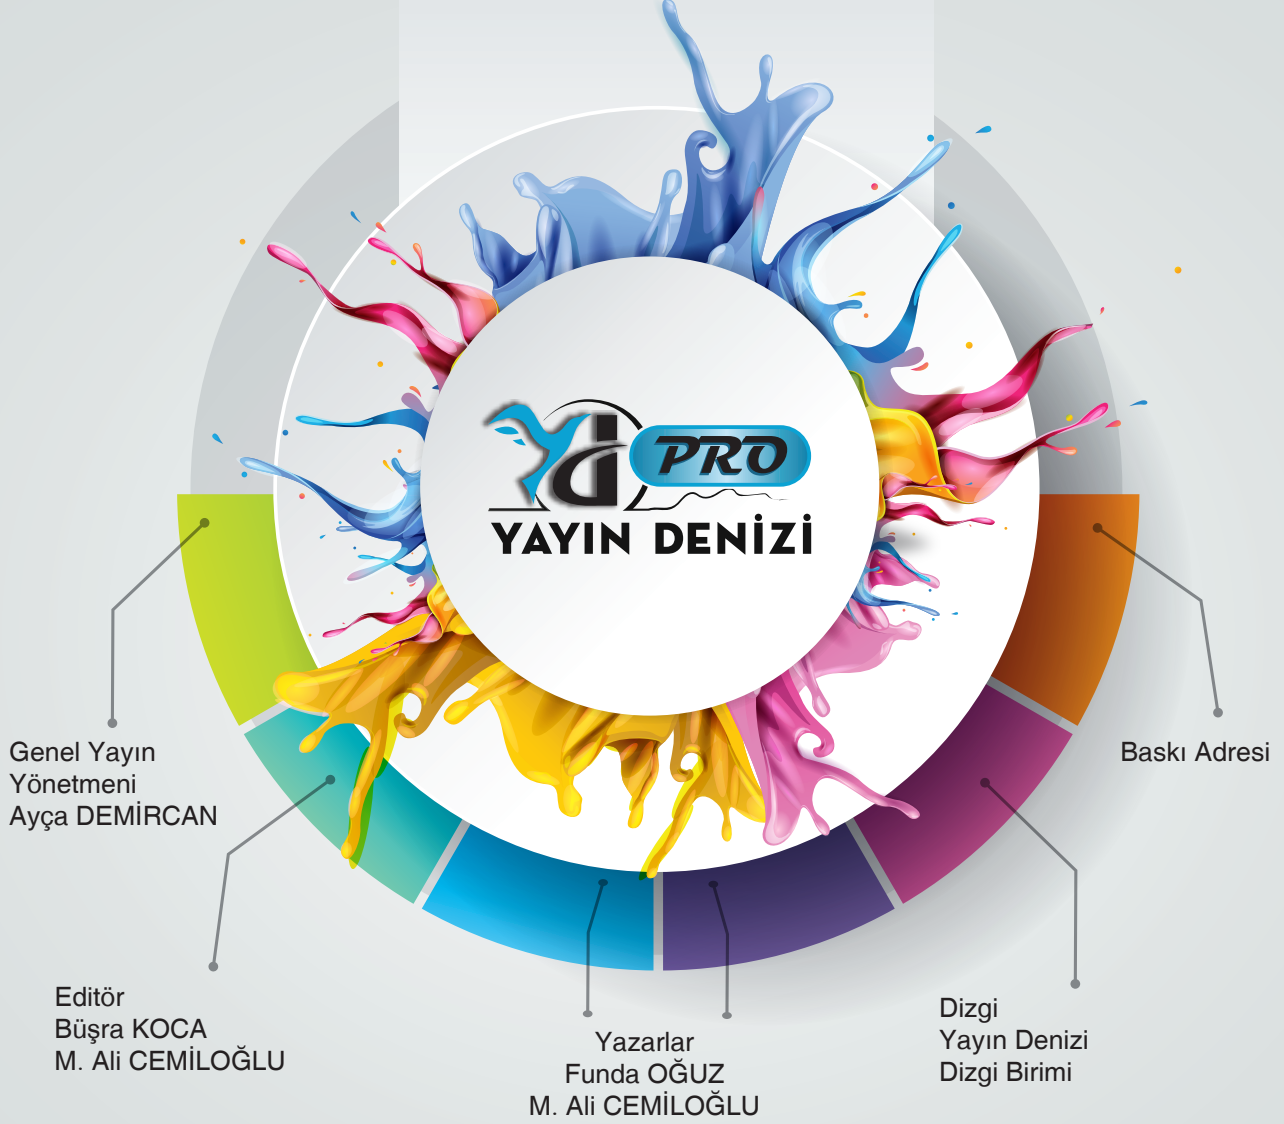 Yd PRO
YAYIN DENİZİ
Genel Yayın
Yönetmeni
Ayça DEMİRCAN
Editör
Büşra KOCA
M. Ali CEMİLOĞLU
Yazarlar
Funda OĞUZ
M. Ali CEMİLOĞLU
Dizgi
Yayın Denizi
Dizgi Birimi
Baskı Adresi